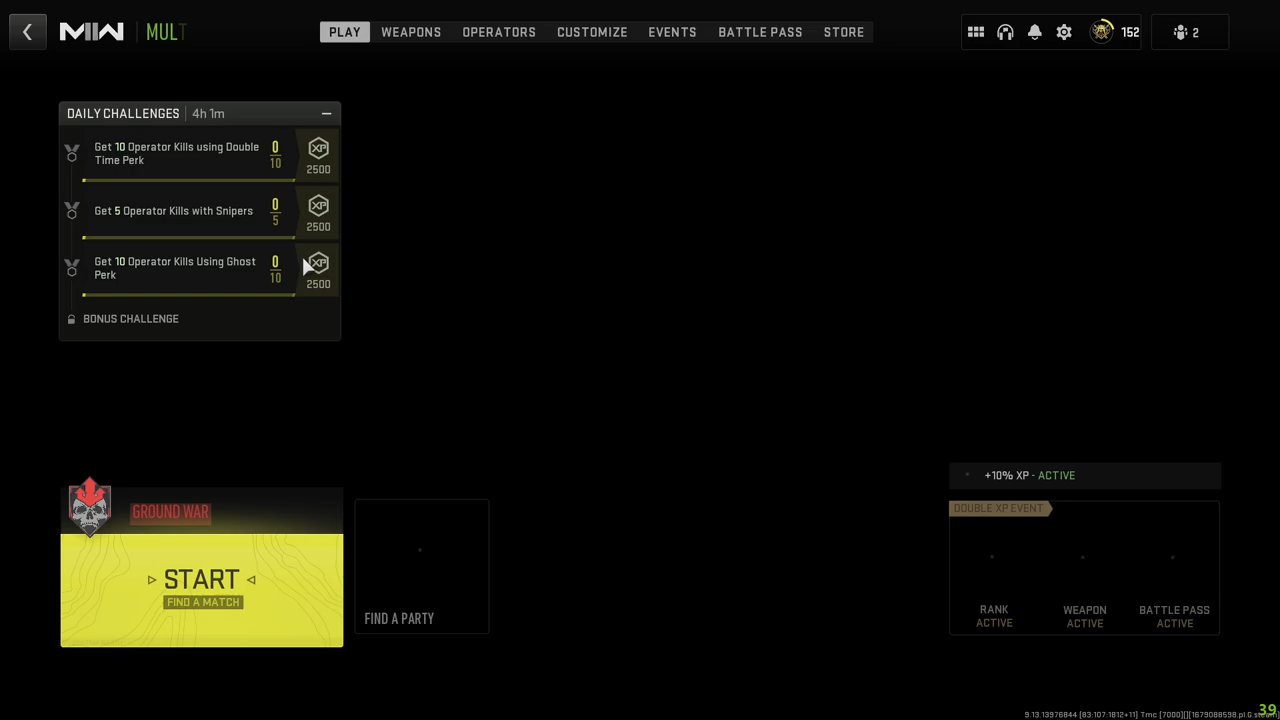 MW | MULT
PLAY WEAPONS OPERATORS CUSTOMIZE EVENTS BATTLE PASS STORE
152
2
DAILY CHALLENGES | 4h 1m
Get 10 Operator Kills using Double
Time Perk
0
10
XP
2500
Get 5 Operator Kills with Snipers
0
5
XP
2500
Get 10 Operator Kills Using Ghost
Perk
0
10
XP
2500
BONUS CHALLENGE
GROUND WAR
START
FIND A MATCH
FIND A PARTY
+10% XP - ACTIVE
DOUBLE XP EVENT
RANK
ACTIVE
WEAPON
ACTIVE
BATTLE PASS
ACTIVE
39